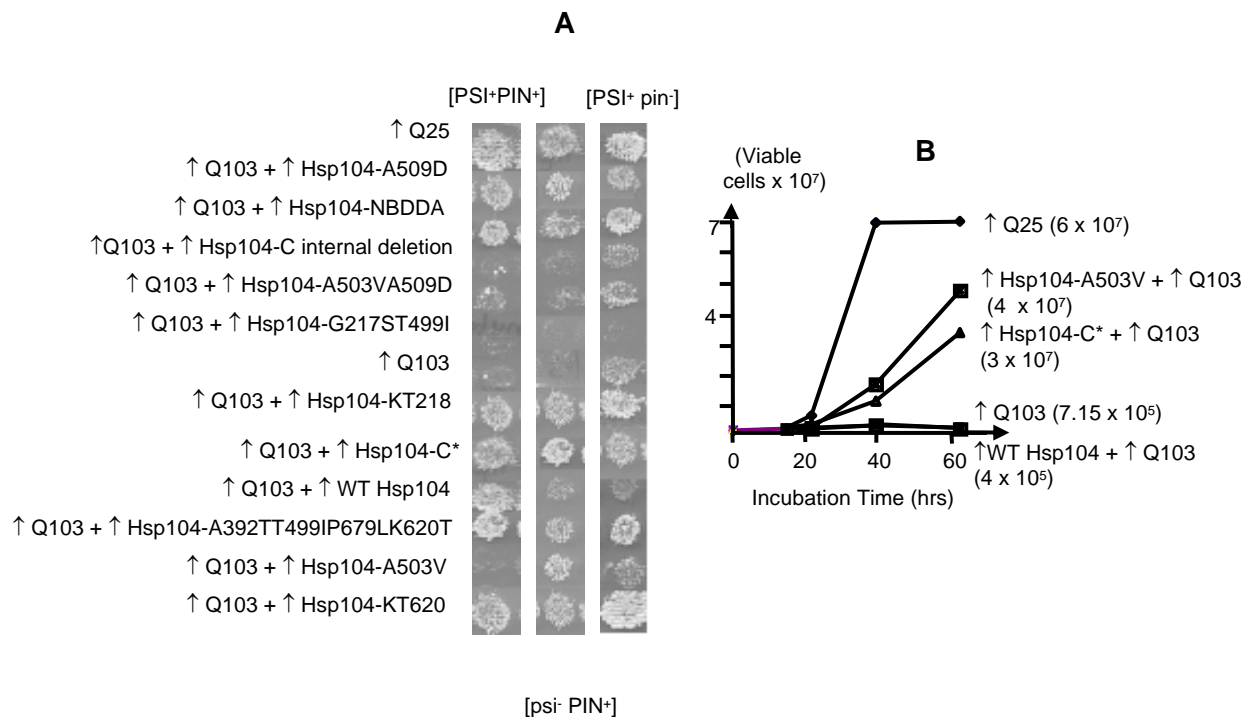 A
[PSI⁺PIN⁺] [PSI⁺ pin⁻]
↑ Q25
↑ Q103 + ↑ Hsp104-A509D
↑ Q103 + ↑ Hsp104-NBDDA
↑Q103 + ↑ Hsp104-C internal deletion
↑ Q103 + ↑ Hsp104-A503VA509D
↑ Q103 + ↑ Hsp104-G217ST499I
↑ Q103
↑ Q103 + ↑ Hsp104-KT218
↑ Q103 + ↑ Hsp104-C*
↑ Q103 + ↑ WT Hsp104
↑ Q103 + ↑ Hsp104-A392TT499IP679LK620T
↑ Q103 + ↑ Hsp104-A503V
↑ Q103 + ↑ Hsp104-KT620
[psi⁻ PIN⁺]
B
(Viable
cells x 10⁷)
7
4
0 20 40 60
Incubation Time (hrs)
↑ Q25 (6 x 10⁷)
↑ Hsp104-A503V + ↑ Q103
(4 x 10⁷)
↑ Hsp104-C* + ↑ Q103
(3 x 10⁷)
↑ Q103 (7.15 x 10⁵)
↑WT Hsp104 + ↑ Q103
(4 x 10⁵)